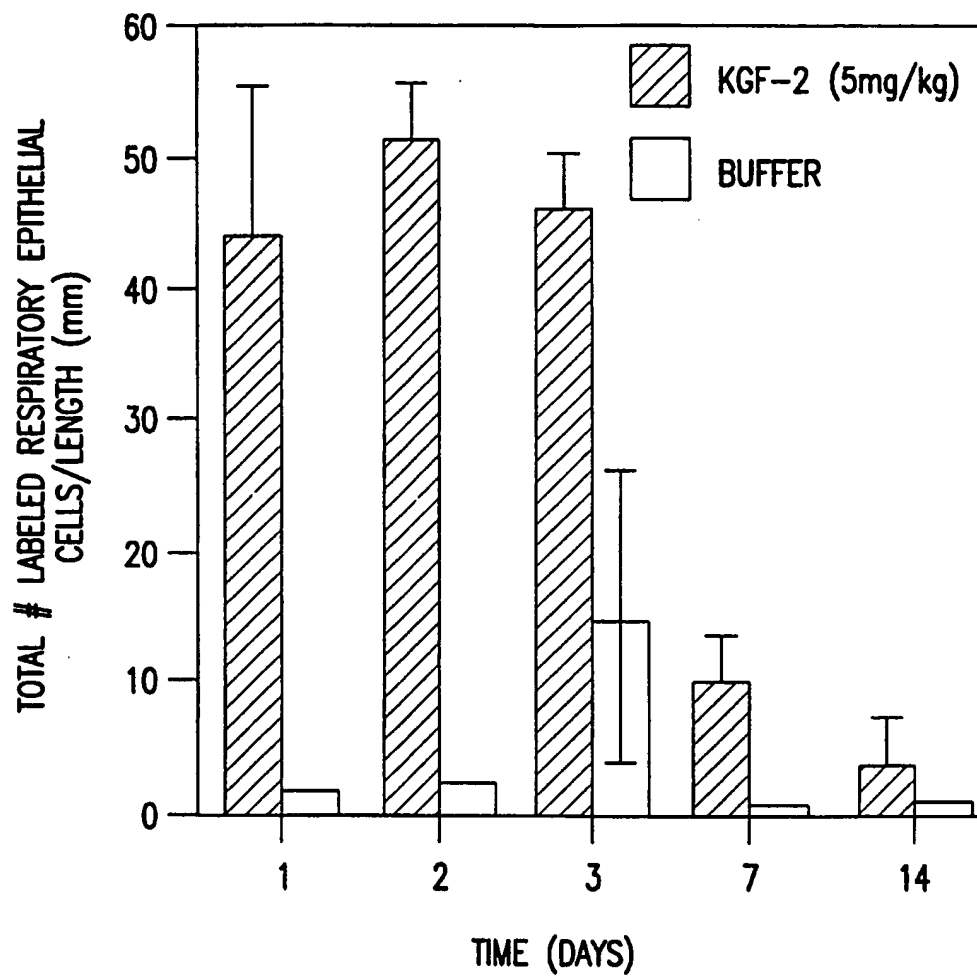 60
50
40
30
20
10
0
TOTAL # LABELED RESPIRATORY EPITHELIAL
CELLS/LENGTH (mm)
KGF-2 (5mg/kg)
BUFFER
1 2 3 7 14
TIME (DAYS)